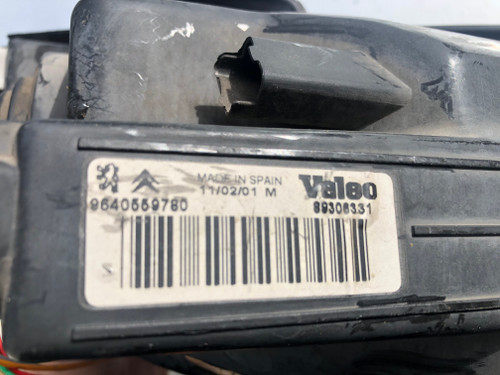 MADE IN SPAIN
11/02/01 M
Valeo
9640559780
89306331